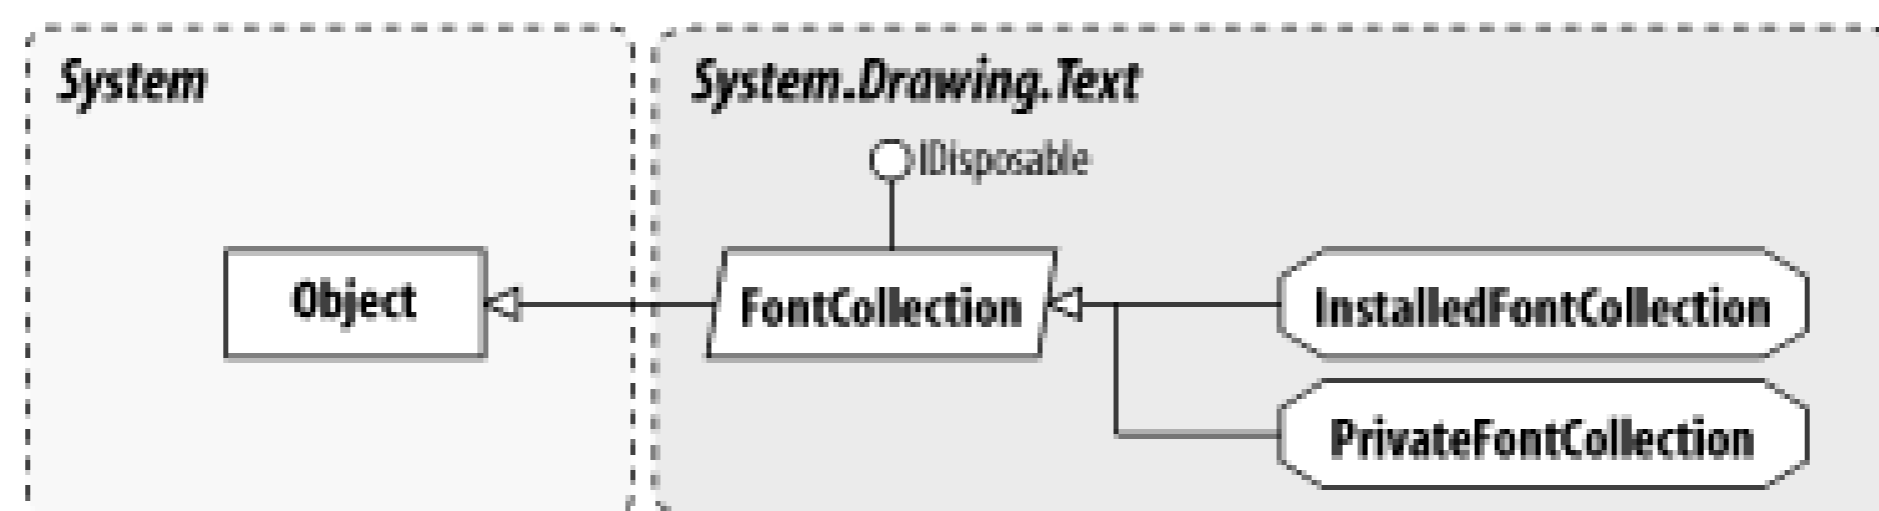 System
System.Drawing.Text
IDisposable
Object
FontCollection
InstalledFontCollection
PrivateFontCollection